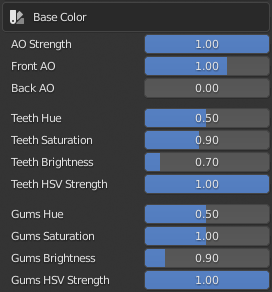 Base Color
AO Strength 1.00
Front AO 1.00
Back AO 0.00
Teeth Hue 0.50
Teeth Saturation 0.90
Teeth Brightness 0.70
Teeth HSV Strength 1.00
Gums Hue 0.50
Gums Saturation 1.00
Gums Brightness 0.90
Gums HSV Strength 1.00